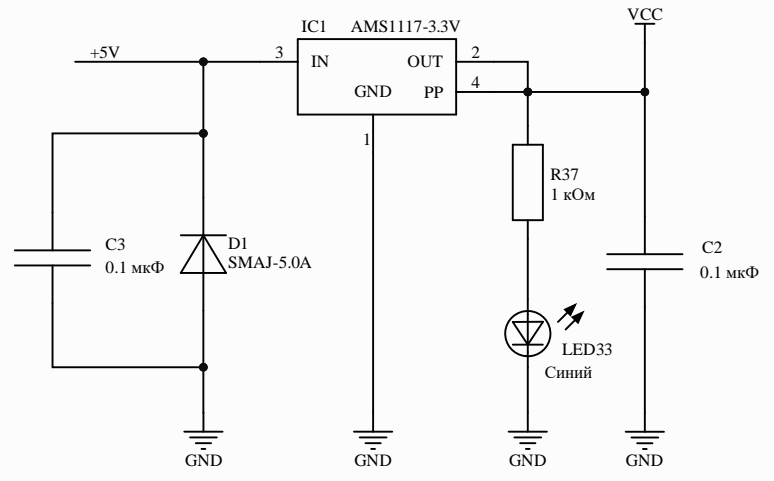 VCC
IC1 AMS1117-3.3V
+5V
3
IN
OUT
2
GND
PP
4
1
R37
1 кОм
C3
0.1 мкФ
D1
SMAJ-5.0A
C2
0.1 мкФ
LED33
Синий
GND
GND
GND
GND